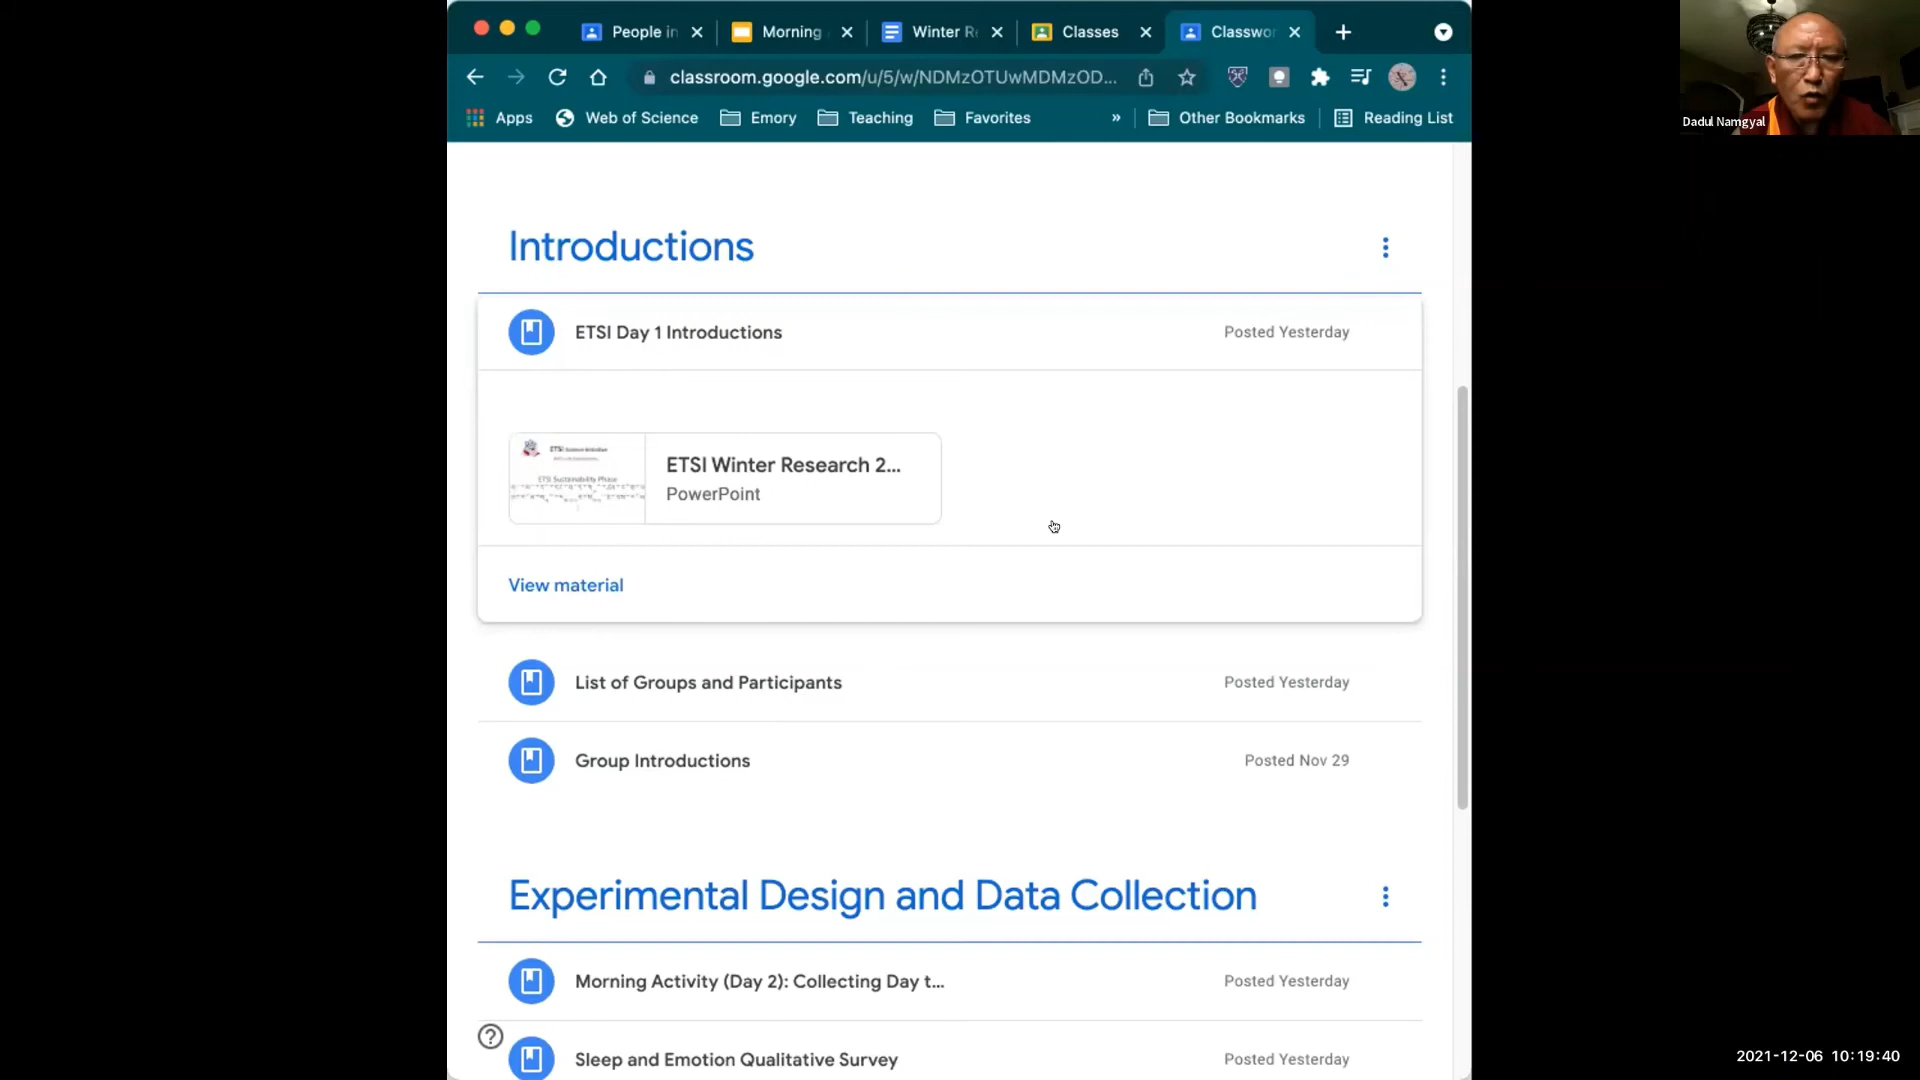 People in
Morning
Winter R
Classes
Classwo
classroom.google.com/u/5/w/NDMzOTUwMDMzOD...
Apps
Web of Science
Emory
Teaching
Favorites
»
Other Bookmarks
Reading List
Dadul Namgyal
Introductions
ETSI Day 1 Introductions
Posted Yesterday
ETSI Sustainability Phase
ETSI Winter Research 2...
PowerPoint
View material
List of Groups and Participants
Posted Yesterday
Group Introductions
Posted Nov 29
Experimental Design and Data Collection
Morning Activity (Day 2): Collecting Day t...
Posted Yesterday
Sleep and Emotion Qualitative Survey
Posted Yesterday
2021-12-06 10:19:40